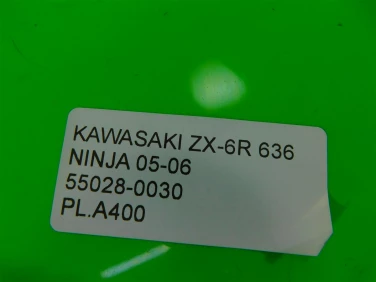 KAWASAKI ZX-6R 636
NINJA 05-06
55028-0030
PL.A400